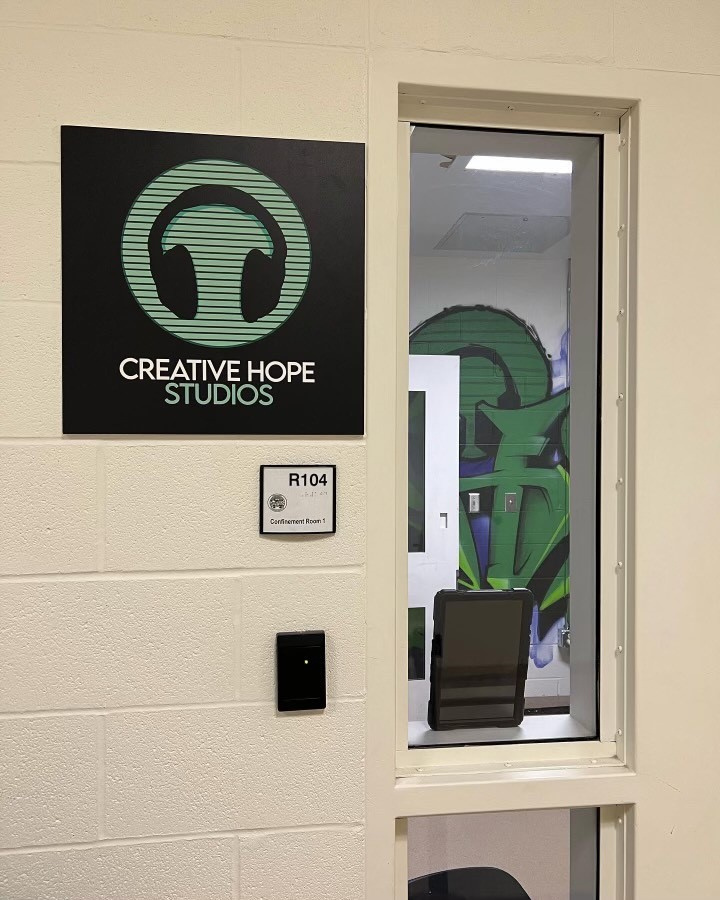 CREATIVE HOPE
STUDIOS
R104
Confinement Room 1